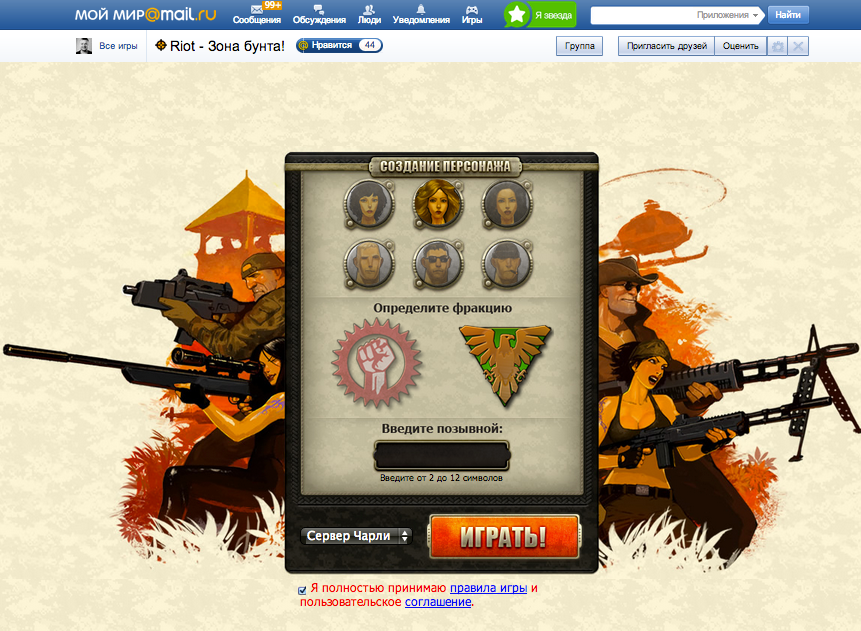 МОЙ МИР@mail.ru
99+
Сообщения
Обсуждения
Люди
Уведомления
Игры
Я звезда
Приложения
Найти
Все игры
Riot - Зона бунта!
Нравится
44
Группа
Пригласить друзей
Оценить
СОЗДАНИЕ ПЕРСОНАЖА
Определите фракцию
Введите позывной:
Введите от 2 до 12 символов
Сервер Чарли
ИГРАТЬ!
Я полностью принимаю правила игры и
пользовательское соглашение.